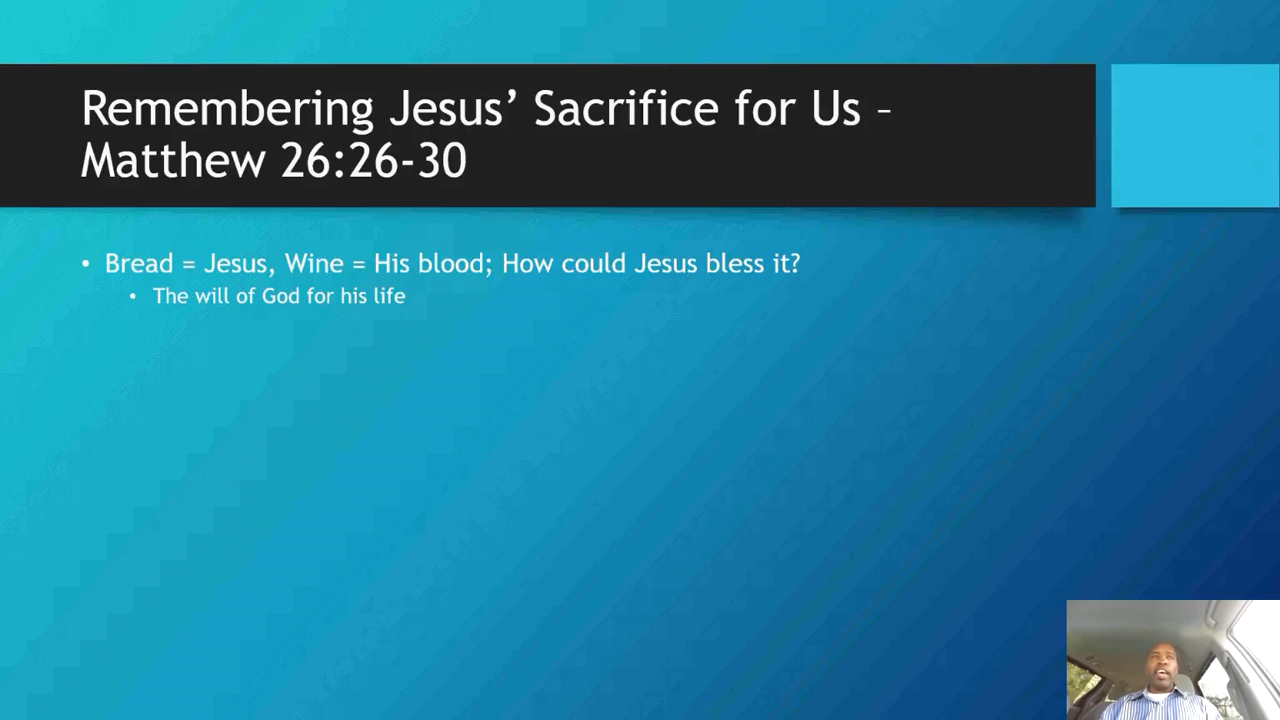 Remembering Jesus’ Sacrifice for Us –
Matthew 26:26-30
• Bread = Jesus, Wine = His blood; How could Jesus bless it?
• The will of God for his life